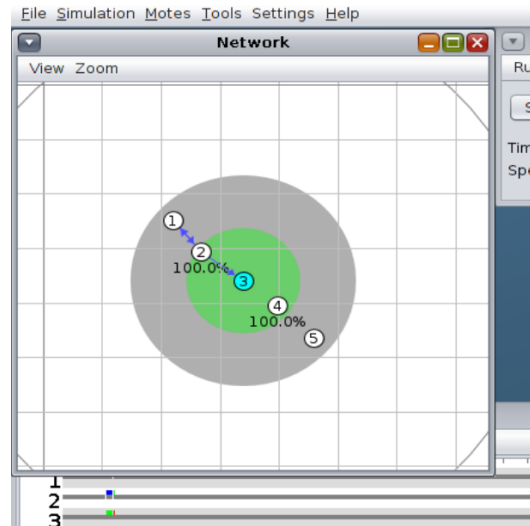 File Simulation Motes Tools Settings Help
Network
View Zoom
Ru
S
Tim
Spe
1
2
100.0%
3
4
100.0%
5
1
2
3